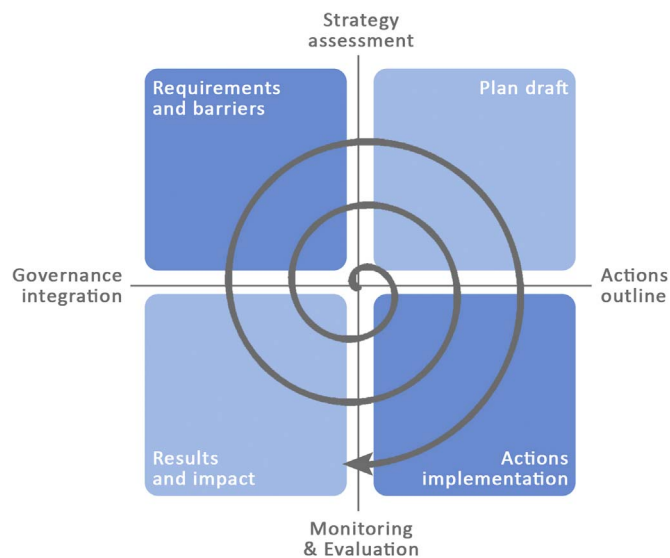 Strategy
assessment
Requirements
and barriers
Plan draft
Governance
integration
Actions
outline
Results
and impact
Actions
implementation
Monitoring
& Evaluation